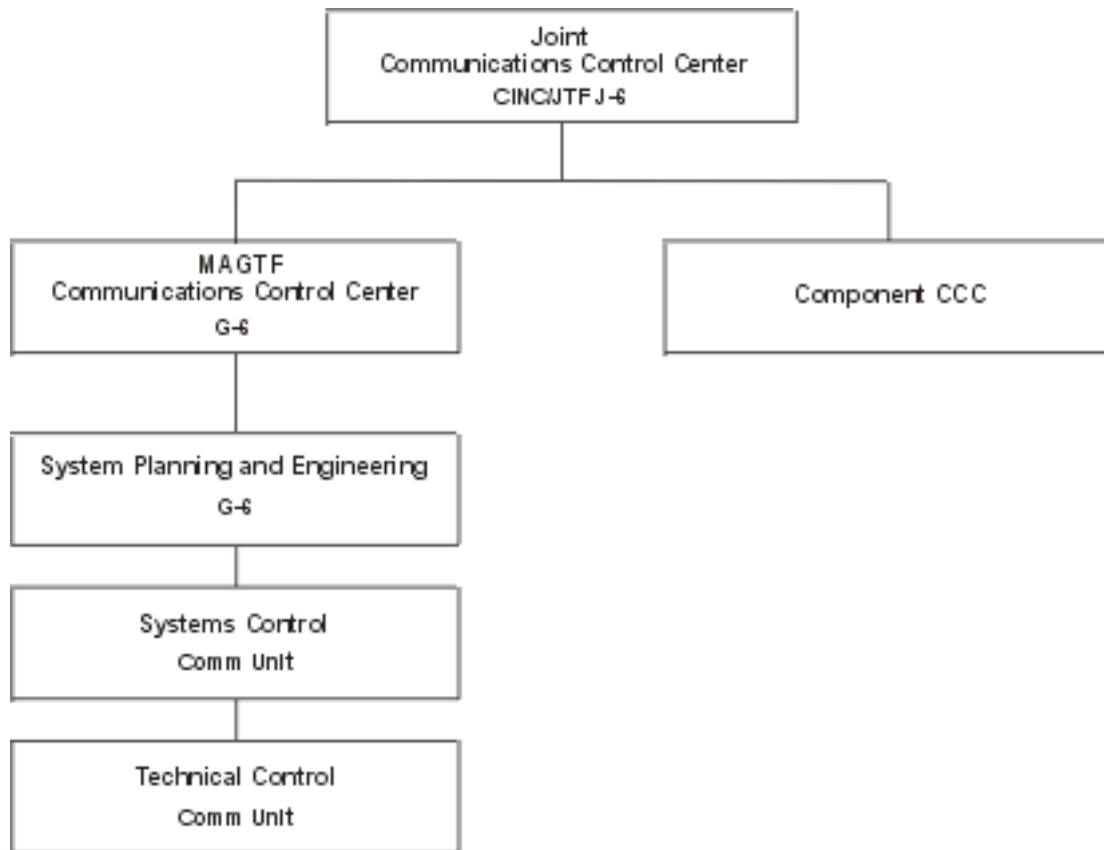 Joint
Communications Control Center
CINC/JTF J-6
MAGTF
Communications Control Center
G-6
Component CCC
System Planning and Engineering
G-6
Systems Control
Comm Unit
Technical Control
Comm Unit